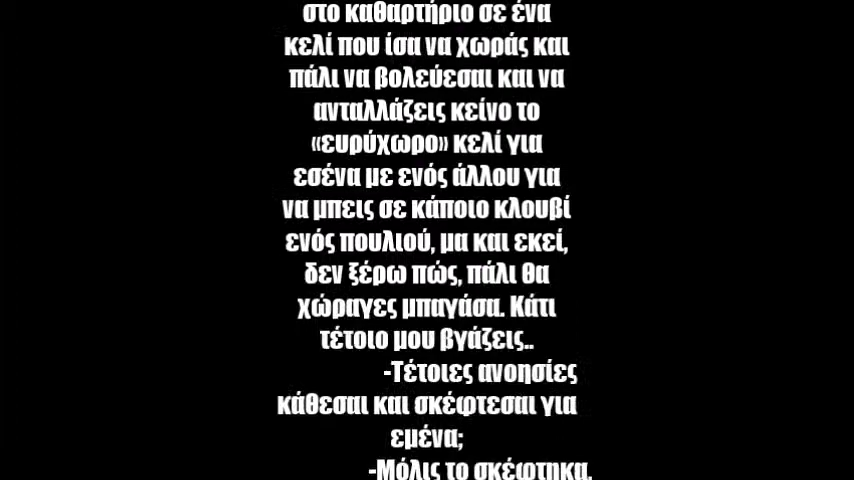 στο καθαρτήριο σε ένα
κελί που ίσα να χωράς και
πάλι να βολεύεσαι και να
ανταλλάζεις κείνο το
«ευρύχωρο» κελί για
εσένα με ενός άλλου για
να μπεις σε κάποιο κλουβί
ενός πουλιού, μα και εκεί,
δεν ξέρω πώς, πάλι θα
χώραγες μπαγάσα. Κάτι
τέτοιο μου βγάζεις..
-Τέτοιες ανοησίες
κάθεσαι και σκέφτεσαι για
εμένα;
-Μόλις το σκέφτηκα.